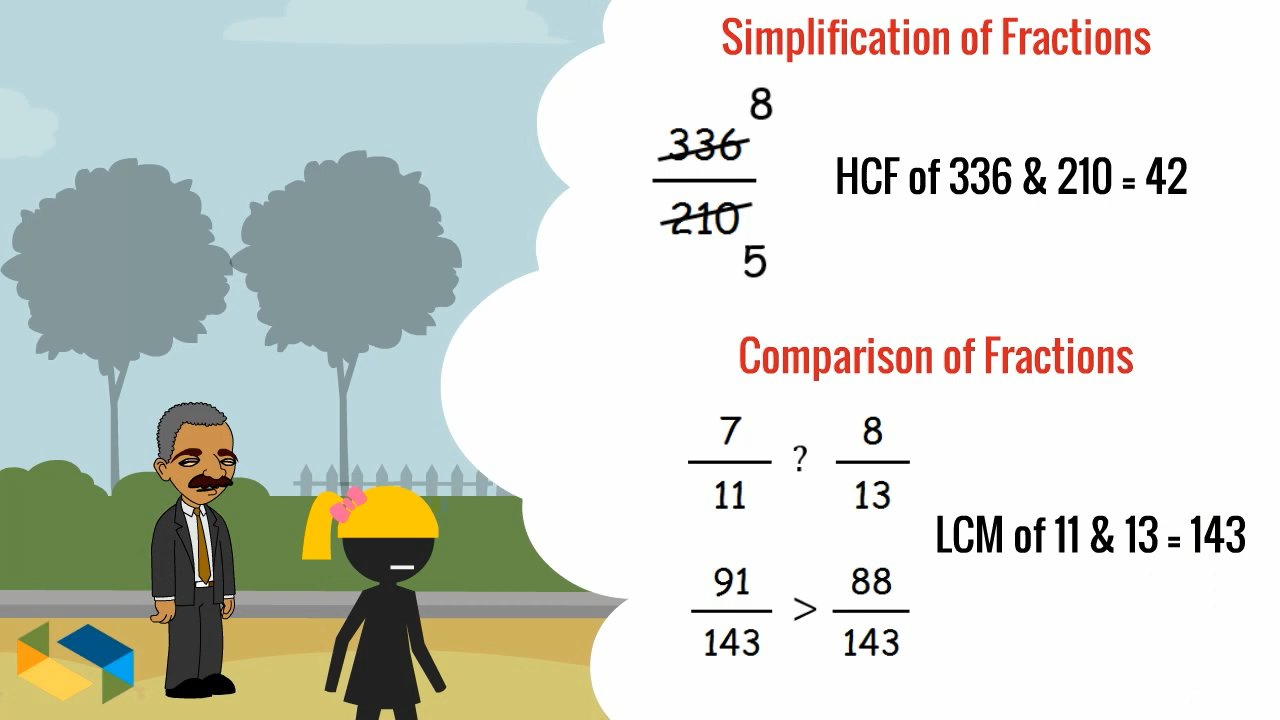 Simplification of Fractions
8
336
210
5
HCF of 336 & 210 = 42
Comparison of Fractions
7 ? 8
11 13
LCM of 11 & 13 = 143
91 > 88
143 143